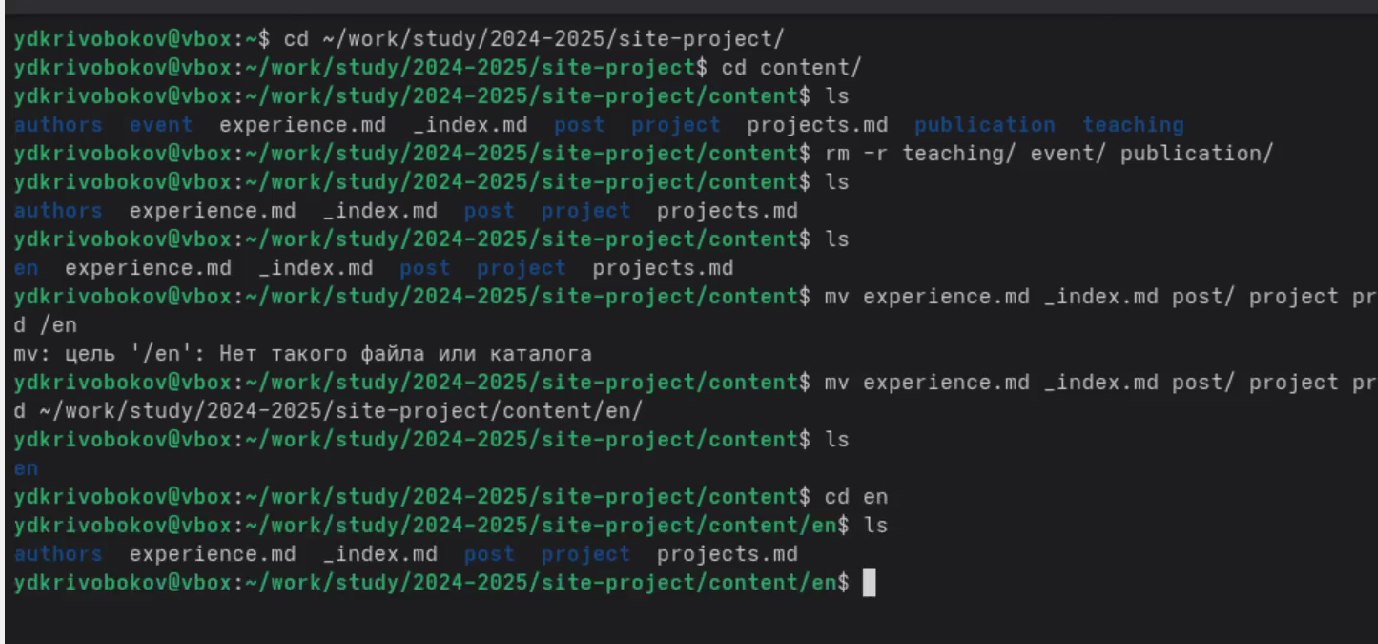 ydkrivobokov@vbox:~$ cd ~/work/study/2024-2025/site-project/
ydkrivobokov@vbox:~/work/study/2024-2025/site-project$ cd content/
ydkrivobokov@vbox:~/work/study/2024-2025/site-project/content$ ls
authors  event  experience.md  _index.md  post  project  projects.md  publication  teaching
ydkrivobokov@vbox:~/work/study/2024-2025/site-project/content$ rm -r teaching/ event/ publication/
ydkrivobokov@vbox:~/work/study/2024-2025/site-project/content$ ls
authors  experience.md  _index.md  post  project  projects.md
ydkrivobokov@vbox:~/work/study/2024-2025/site-project/content$ ls
en  experience.md  _index.md  post  project  projects.md
ydkrivobokov@vbox:~/work/study/2024-2025/site-project/content$ mv experience.md _index.md post/ project pr
d /en
mv: цель '/en': Нет такого файла или каталога
ydkrivobokov@vbox:~/work/study/2024-2025/site-project/content$ mv experience.md _index.md post/ project pr
d ~/work/study/2024-2025/site-project/content/en/
ydkrivobokov@vbox:~/work/study/2024-2025/site-project/content$ ls
en
ydkrivobokov@vbox:~/work/study/2024-2025/site-project/content$ cd en
ydkrivobokov@vbox:~/work/study/2024-2025/site-project/content/en$ ls
authors  experience.md  _index.md  post  project  projects.md
ydkrivobokov@vbox:~/work/study/2024-2025/site-project/content/en$